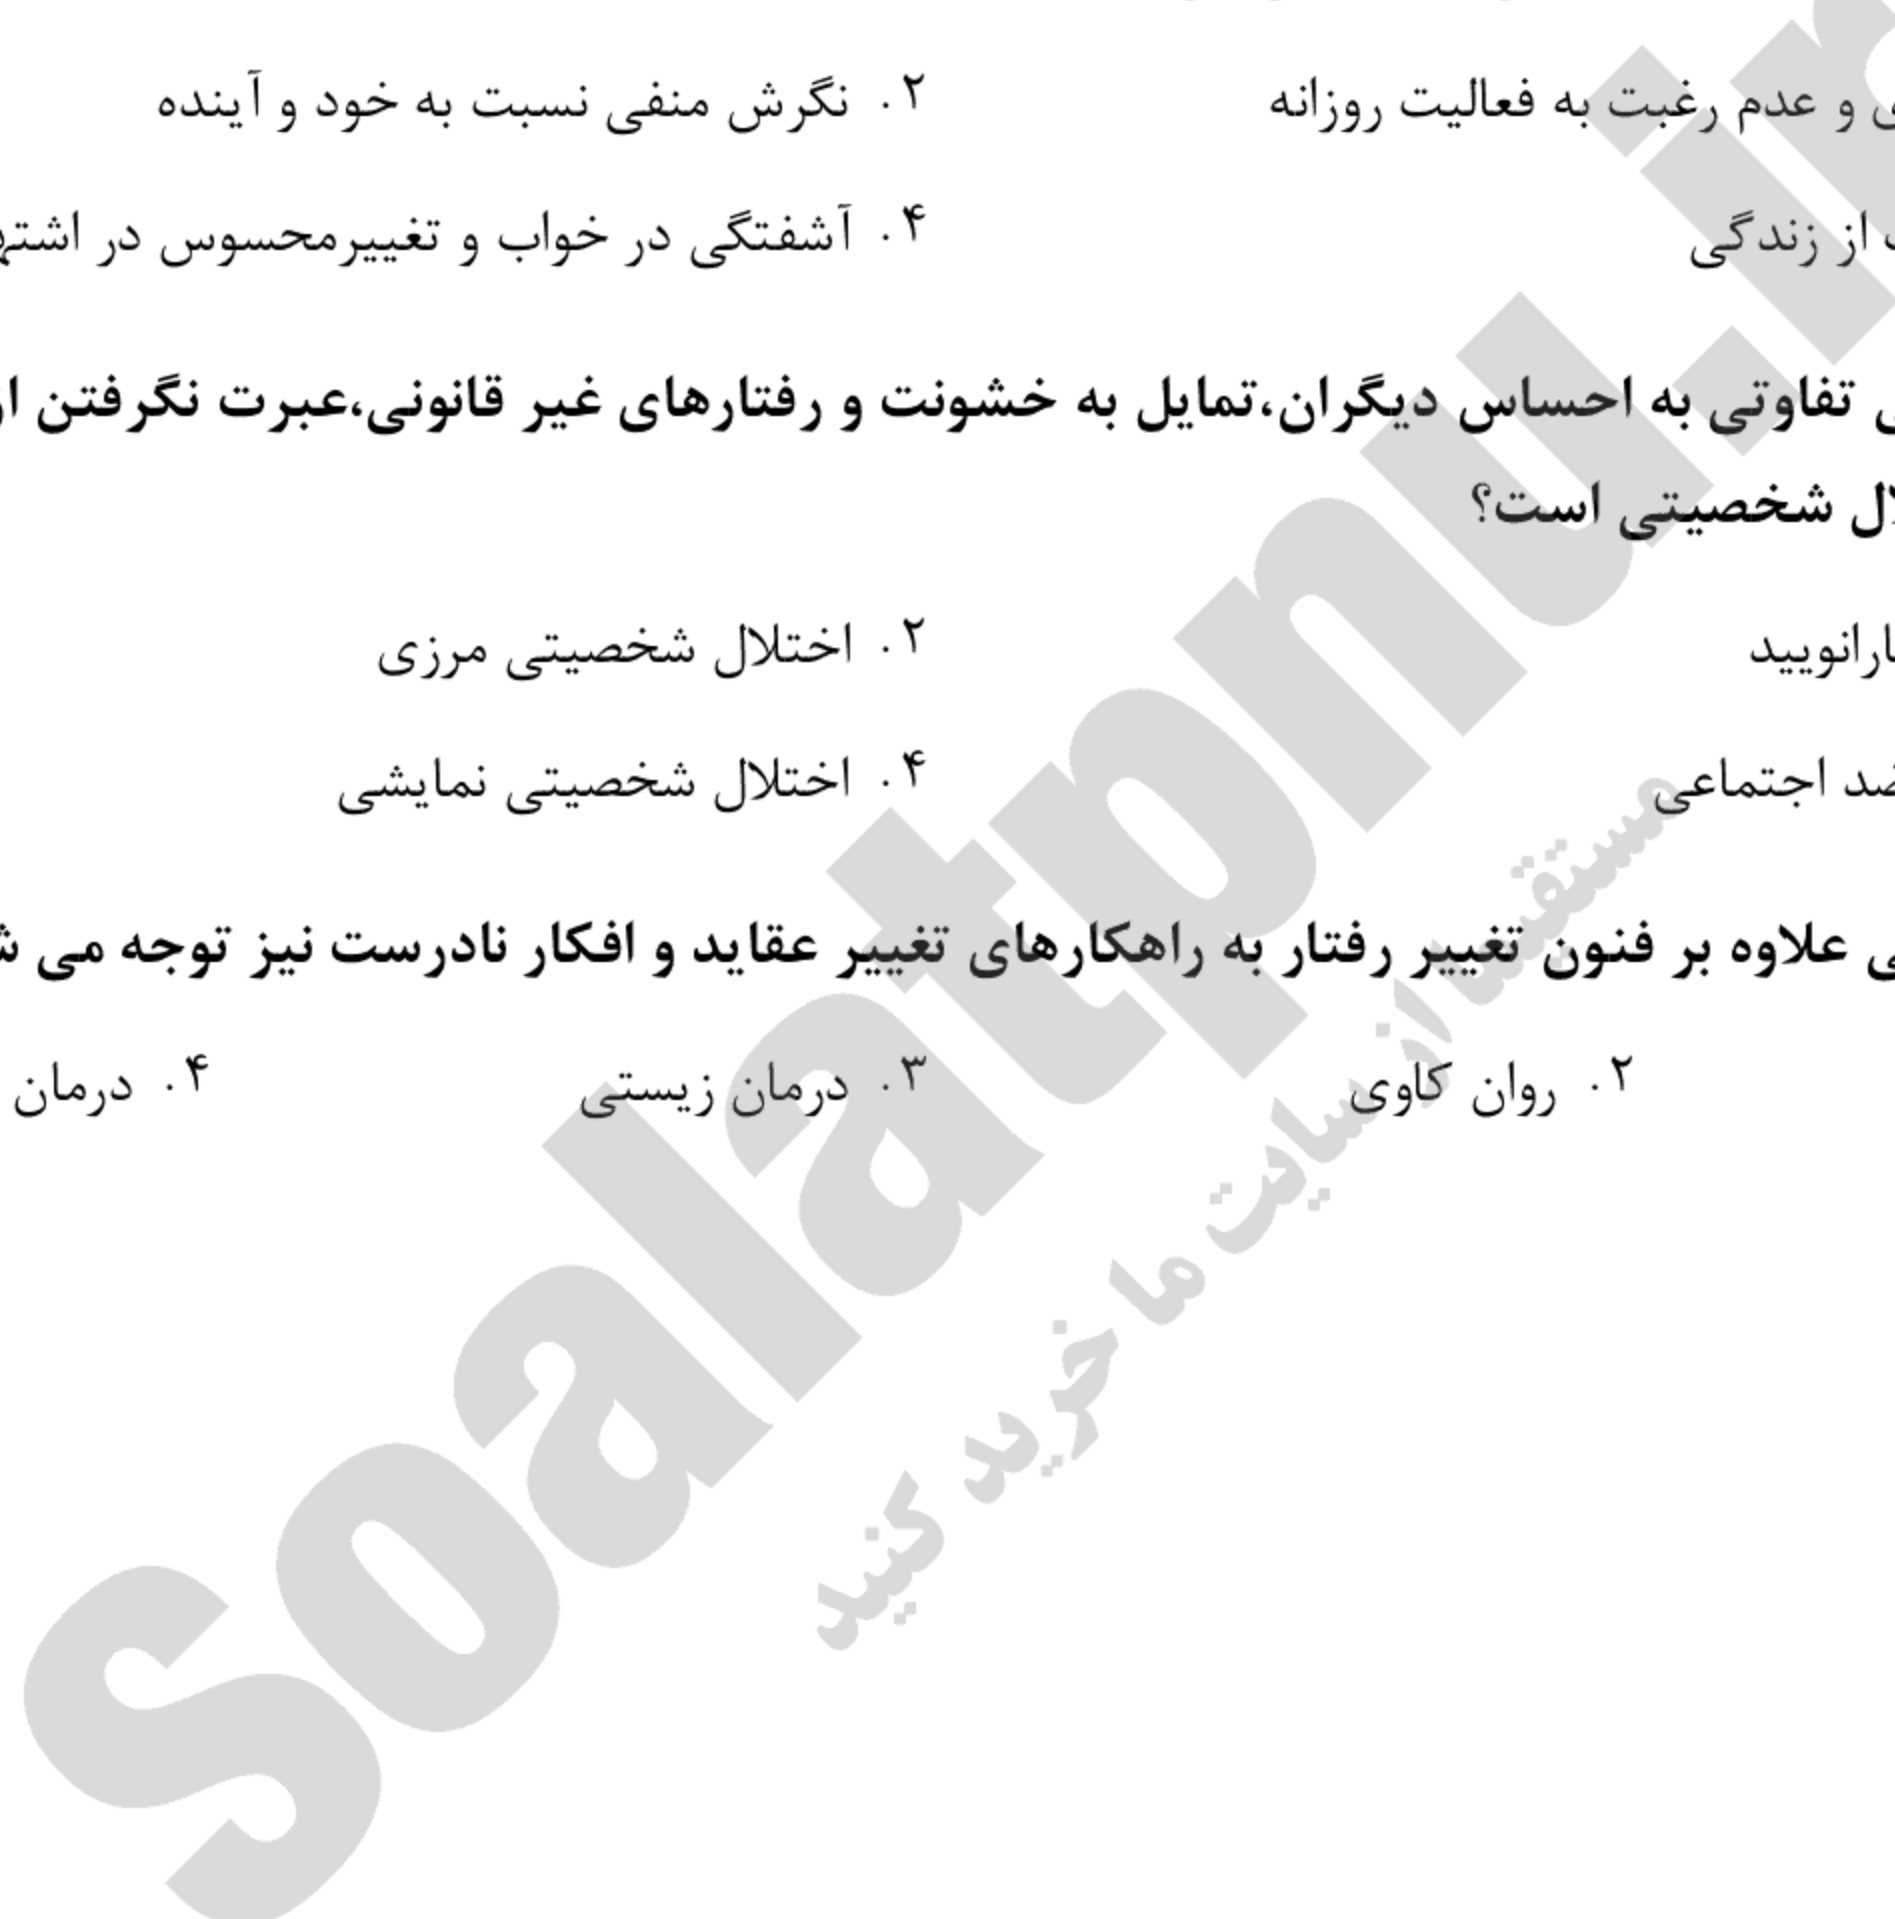 و عدم رغبت به فعالیت روزانه ۲. نگرش منفی نسبت به خود و آینده
از زندگی ۴. آشفتگی در خواب و تغییرمحسوس در
تفاوتی به احساس دیگران،تمایل به خشونت و رفتارهای غیر قانونی،عبرت نگرفتن
شخصیتی است؟
۲. اختلال شخصیتی مرزی
اجتماعی ۴. اختلال شخصیتی نمایشی
علاوه بر فنون تغییر رفتار به راهکارهای تغییر عقاید و افکار نادرست نیز توجه می
۲. روان کاوی ۳. درمان زیستی ۴. درمان
soalatpnu.ir
مستقیما از سایت ما خرید کنید